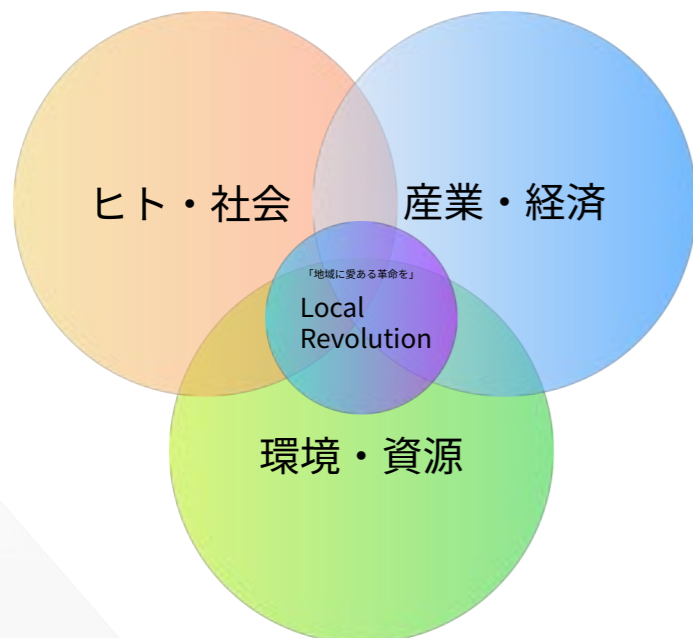 ヒト・社会
産業・経済
「地域に愛ある革命を」
Local
Revolution
環境・資源